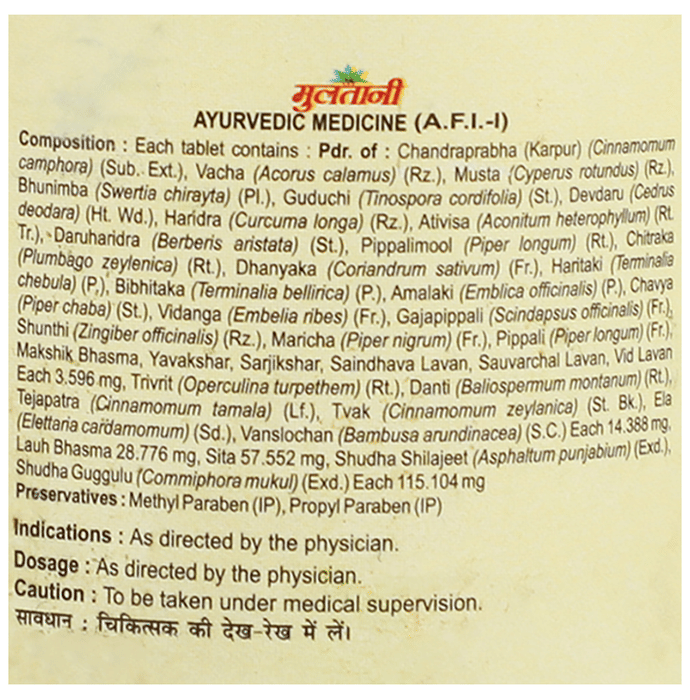 मुलतानी
AYURVEDIC MEDICINE (A.F.I.-I)
Composition : Each tablet contains : Pdr. of : Chandraprabha (Karpur) (Cinnamomum
camphora) (Sub. Ext.), Vacha (Acorus calamus) (Rz.), Musta (Cyperus rotundus) (Rz.),
Bhunimba (Swertia chirayta) (Pl.), Guduchi (Tinospora cordifolia) (St.), Devdaru (Cedrus
deodara) (Ht. Wd.), Haridra (Curcuma longa) (Rz.), Ativisa (Aconitum heterophyllum) (Rt.
Tr.), Daruharidra (Berberis aristata) (St.), Pippalimool (Piper longum) (Rt.), Chitraka
(Plumbago zeylenica) (Rt.), Dhanyaka (Coriandrum sativum) (Fr.), Haritaki (Terminalia
chebula) (P.), Bibhitaka (Terminalia bellirica) (P.), Amalaki (Emblica officinalis) (P.), Chavya
(Piper chaba) (St.), Vidanga (Embelia ribes) (Fr.), Gajapippali (Scindapsus officinalis) (Fr.),
Shunthi (Zingiber officinalis) (Rz.), Maricha (Piper nigrum) (Fr.), Pippali (Piper longum) (Fr.),
Makshik Bhasma, Yavakshar, Sarjikshar, Saindhava Lavan, Sauvarchal Lavan, Vid Lavan
Each 3.596 mg, Trivrit (Operculina turpethem) (Rt.), Danti (Baliospermum montanum) (Rt.),
Tejapatra (Cinnamomum tamala) (Lf.), Tvak (Cinnamomum zeylanica) (St. Bk.), Ela
(Elettaria cardamomum) (Sd.), Vanslochan (Bambusa arundinacea) (S.C.) Each 14.388 mg,
Lauh Bhasma 28.776 mg, Sita 57.552 mg, Shudha Shilajeet (Asphaltum punjabium) (Exd.),
Shudha Guggulu (Commiphora mukul) (Exd.) Each 115.104 mg
Preservatives : Methyl Paraben (IP), Propyl Paraben (IP)
Indications : As directed by the physician.
Dosage : As directed by the physician.
Caution : To be taken under medical supervision.
सावधान : चिकित्सक की देख-रेख में लें।